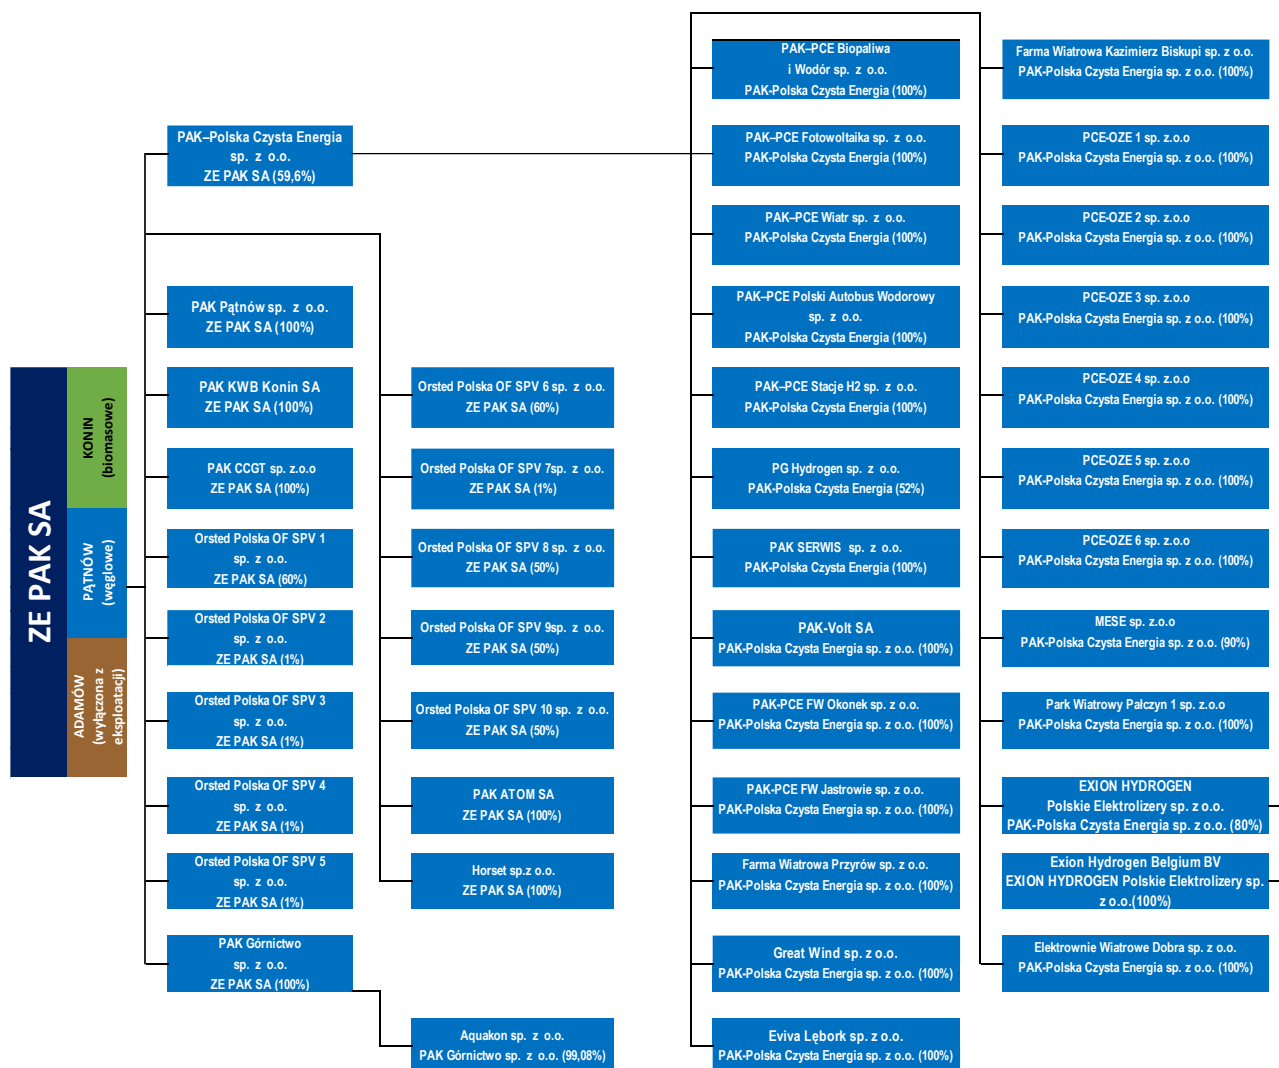 ZE PAK SA
KONIN
(biomasowe)
PĄTNÓW
(węglowe)
ADAMÓW
(wyłączona z
eksploatacji)
PAK–Polska Czysta Energia
sp. z o.o.
ZE PAK SA (59,6%)
PAK Pątnów sp. z o.o.
ZE PAK SA (100%)
PAK KWB Konin SA
ZE PAK SA (100%)
PAK CCGT sp. z.o.o
ZE PAK SA (100%)
Orsted Polska OF SPV 1
sp. z o.o.
ZE PAK SA (60%)
Orsted Polska OF SPV 2
sp. z o.o.
ZE PAK SA (1%)
Orsted Polska OF SPV 3
sp. z o.o.
ZE PAK SA (1%)
Orsted Polska OF SPV 4
sp. z o.o.
ZE PAK SA (1%)
Orsted Polska OF SPV 5
sp. z o.o.
ZE PAK SA (1%)
PAK Górnictwo
sp. z o.o.
ZE PAK SA (100%)
Orsted Polska OF SPV 6 sp. z o.o.
ZE PAK SA (60%)
Orsted Polska OF SPV 7sp. z o.o.
ZE PAK SA (1%)
Orsted Polska OF SPV 8 sp. z o.o.
ZE PAK SA (50%)
Orsted Polska OF SPV 9sp. z o.o.
ZE PAK SA (50%)
Orsted Polska OF SPV 10 sp. z o.o.
ZE PAK SA (50%)
PAK ATOM SA
ZE PAK SA (100%)
Horset sp.z o.o.
ZE PAK SA (100%)
Aquakon sp. z o.o.
PAK Górnictwo sp. z o.o. (99,08%)
PAK–PCE Biopaliwa
i Wodór sp. z o.o.
PAK-Polska Czysta Energia (100%)
PAK–PCE Fotowoltaika sp. z o.o.
PAK-Polska Czysta Energia (100%)
PAK–PCE Wiatr sp. z o.o.
PAK-Polska Czysta Energia (100%)
PAK–PCE Polski Autobus Wodorowy
sp. z o.o.
PAK-Polska Czysta Energia (100%)
PAK–PCE Stacje H2 sp. z o.o.
PAK-Polska Czysta Energia (100%)
PG Hydrogen sp. z o.o.
PAK-Polska Czysta Energia (52%)
PAK SERWIS sp. z o.o.
PAK-Polska Czysta Energia (100%)
PAK-Volt SA
PAK-Polska Czysta Energia sp. z o.o. (100%)
PAK-PCE FW Okonek sp. z o.o.
PAK-Polska Czysta Energia sp. z o.o. (100%)
PAK-PCE FW Jastrowie sp. z o.o.
PAK-Polska Czysta Energia sp. z o.o. (100%)
Farma Wiatrowa Przyrów sp. z o.o.
PAK-Polska Czysta Energia sp. z o.o. (100%)
Great Wind sp. z o.o.
PAK-Polska Czysta Energia sp. z o.o. (100%)
Eviva Lębork sp. z o.o.
PAK-Polska Czysta Energia sp. z o.o. (100%)
Farma Wiatrowa Kazimierz Biskupi sp. z o.o.
PAK-Polska Czysta Energia sp. z o.o. (100%)
PCE-OZE 1 sp. z.o.o
PAK-Polska Czysta Energia sp. z o.o. (100%)
PCE-OZE 2 sp. z.o.o
PAK-Polska Czysta Energia sp. z o.o. (100%)
PCE-OZE 3 sp. z.o.o
PAK-Polska Czysta Energia sp. z o.o. (100%)
PCE-OZE 4 sp. z.o.o
PAK-Polska Czysta Energia sp. z o.o. (100%)
PCE-OZE 5 sp. z.o.o
PAK-Polska Czysta Energia sp. z o.o. (100%)
PCE-OZE 6 sp. z.o.o
PAK-Polska Czysta Energia sp. z o.o. (100%)
MESE sp. z.o.o
PAK-Polska Czysta Energia sp. z o.o. (90%)
Park Wiatrowy Pałczyn 1 sp. z.o.o
PAK-Polska Czysta Energia sp. z o.o. (100%)
EXION HYDROGEN
Polskie Elektrolizery sp. z o.o.
PAK-Polska Czysta Energia sp. z o.o. (80%)
Exion Hydrogen Belgium BV
EXION HYDROGEN Polskie Elektrolizery sp.
z o.o.(100%)
Elektrownie Wiatrowe Dobra sp. z o.o.
PAK-Polska Czysta Energia sp. z o.o. (100%)